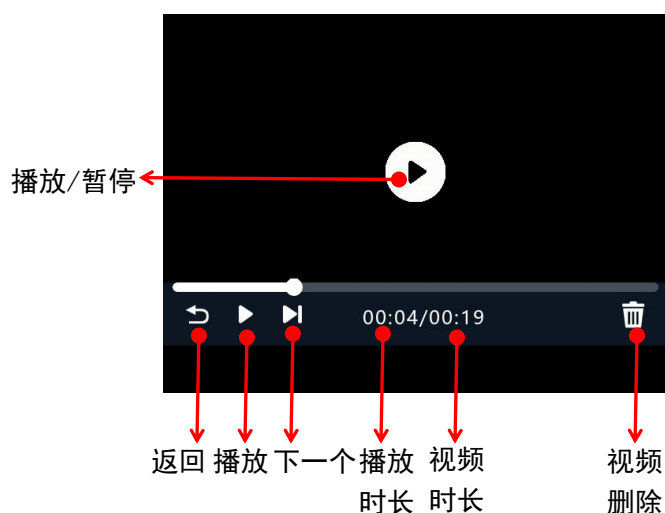 播放/暂停
00:04/00:19
返回 播放 下一个 播放 视频 视频
时长 时长 删除